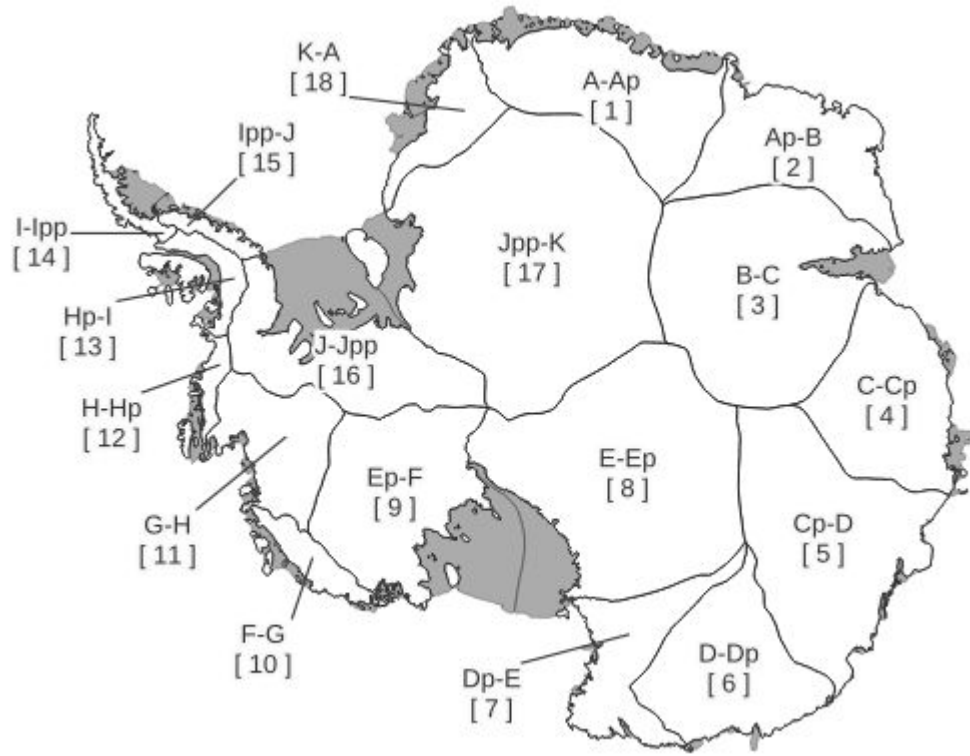 K-A
[ 18 ]
A-Ap
[ 1 ]
Ap-B
[ 2 ]
Ipp-J
[ 15 ]
I-Ipp
[ 14 ]
Jpp-K
[ 17 ]
B-C
[ 3 ]
Hp-I
[ 13 ]
J-Jpp
[ 16 ]
H-Hp
[ 12 ]
C-Cp
[ 4 ]
Ep-F
[ 9 ]
E-Ep
[ 8 ]
G-H
[ 11 ]
Cp-D
[ 5 ]
F-G
[ 10 ]
Dp-E
[ 7 ]
D-Dp
[ 6 ]